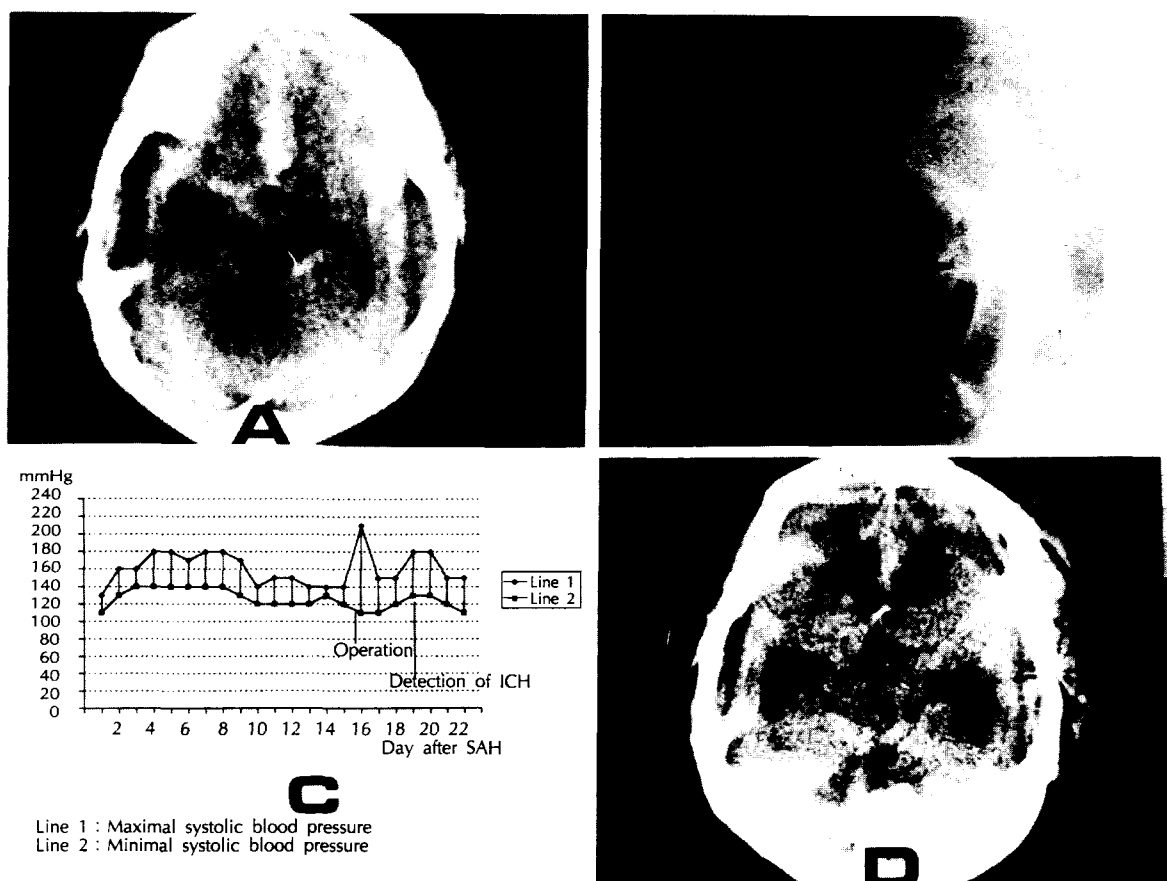 A
mmHg
240
220
200
180
160
140
120
100
80
60
40
20
0
Line 1
Line 2
Operation
Detection of ICH
2 4 6 8 10 12 14 16 18 20 22
Day after SAH
C
Line 1 : Maximal systolic blood pressure
Line 2 : Minimal systolic blood pressure
D